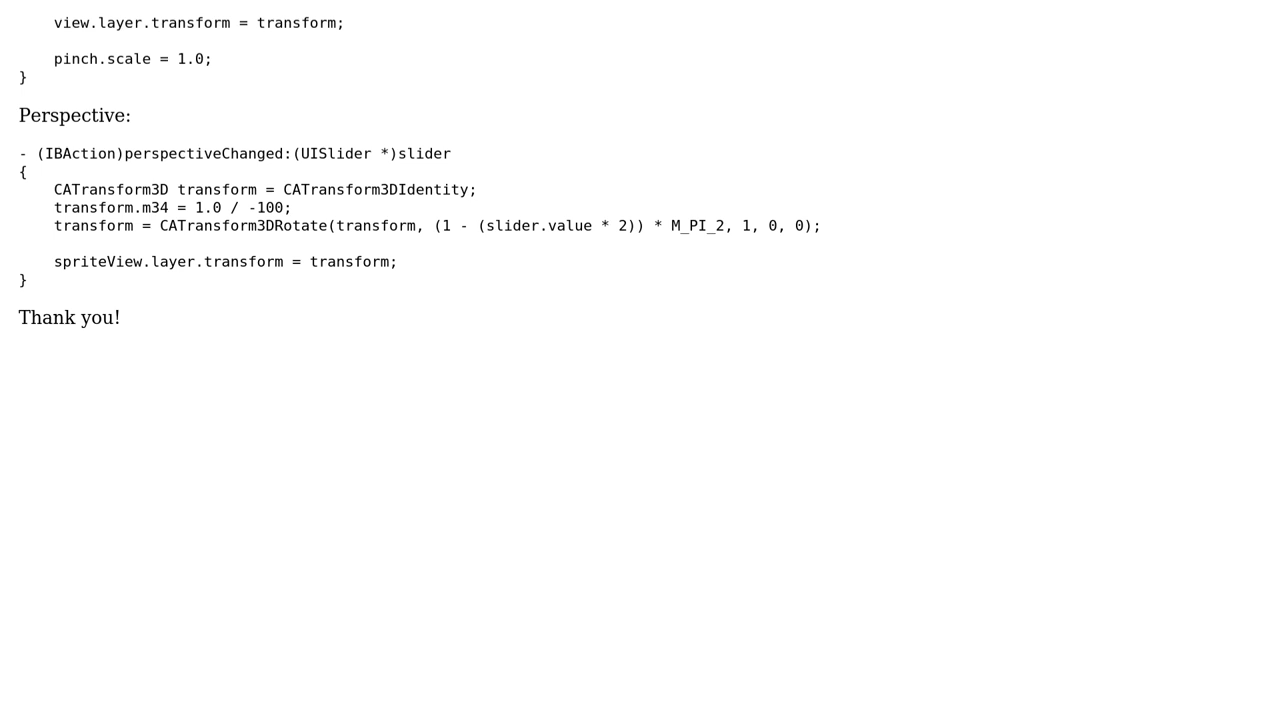 view.layer.transform = transform;
    pinch.scale = 1.0;
}
Perspective:
- (IBAction)perspectiveChanged:(UISlider *)slider
{
    CATransform3D transform = CATransform3DIdentity;
    transform.m34 = 1.0 / -100;
    transform = CATransform3DRotate(transform, (1 - (slider.value * 2)) * M_PI_2, 1, 0, 0);
    spriteView.layer.transform = transform;
}
Thank you!